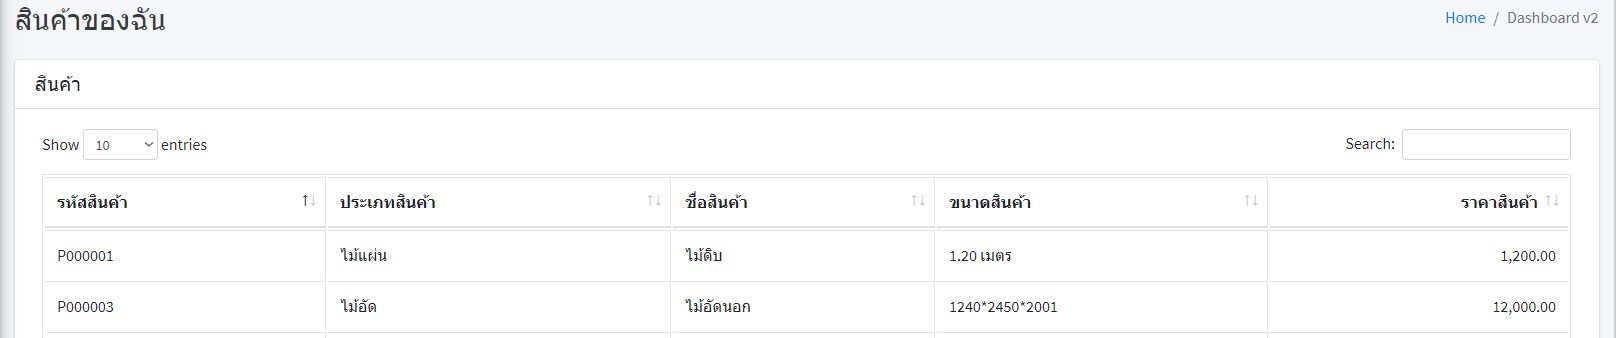 สินค้าของฉัน
Home / Dashboard v2
สินค้า
Show 10 entries
Search:
รหัสสินค้า ประเภทสินค้า ชื่อสินค้า ขนาดสินค้า ราคาสินค้า
P000001 ไม้แผ่น ไม้ดิบ 1.20 เมตร 1,200.00
P000003 ไม้อัด ไม้อัดนอก 1240*2450*2001 12,000.00